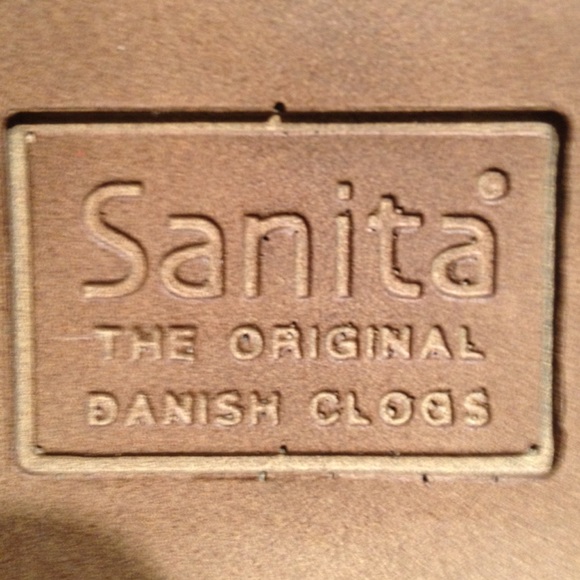 Sanita
THE ORIGINAL
DANISH CLOGS